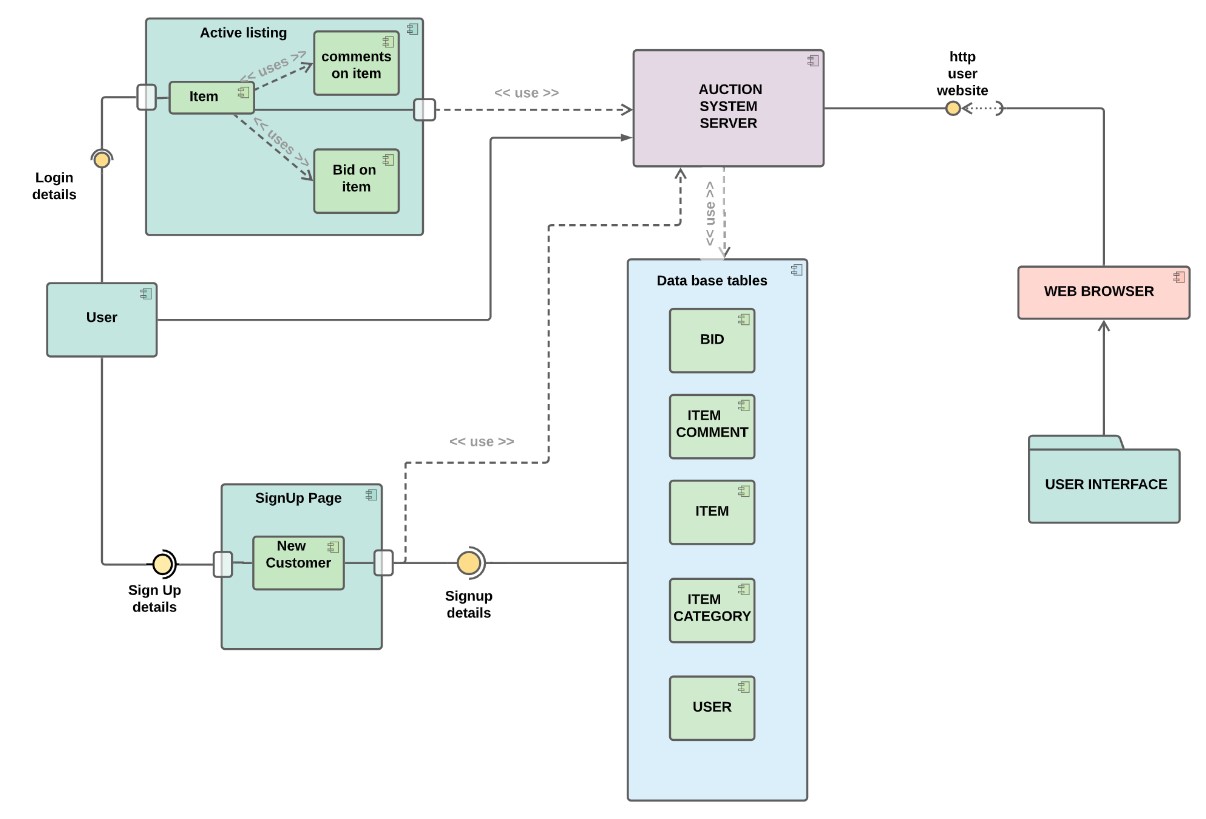 Active listing
comments
on item
<< uses >>
Item
<< uses >>
Bid on
item
<< use >>
AUCTION
SYSTEM
SERVER
http
user
website
Login
details
<< use >>
User
Data base tables
WEB BROWSER
BID
ITEM
COMMENT
<< use >>
USER INTERFACE
SignUp Page
ITEM
New
Customer
Sign Up
details
Signup
details
ITEM
CATEGORY
USER